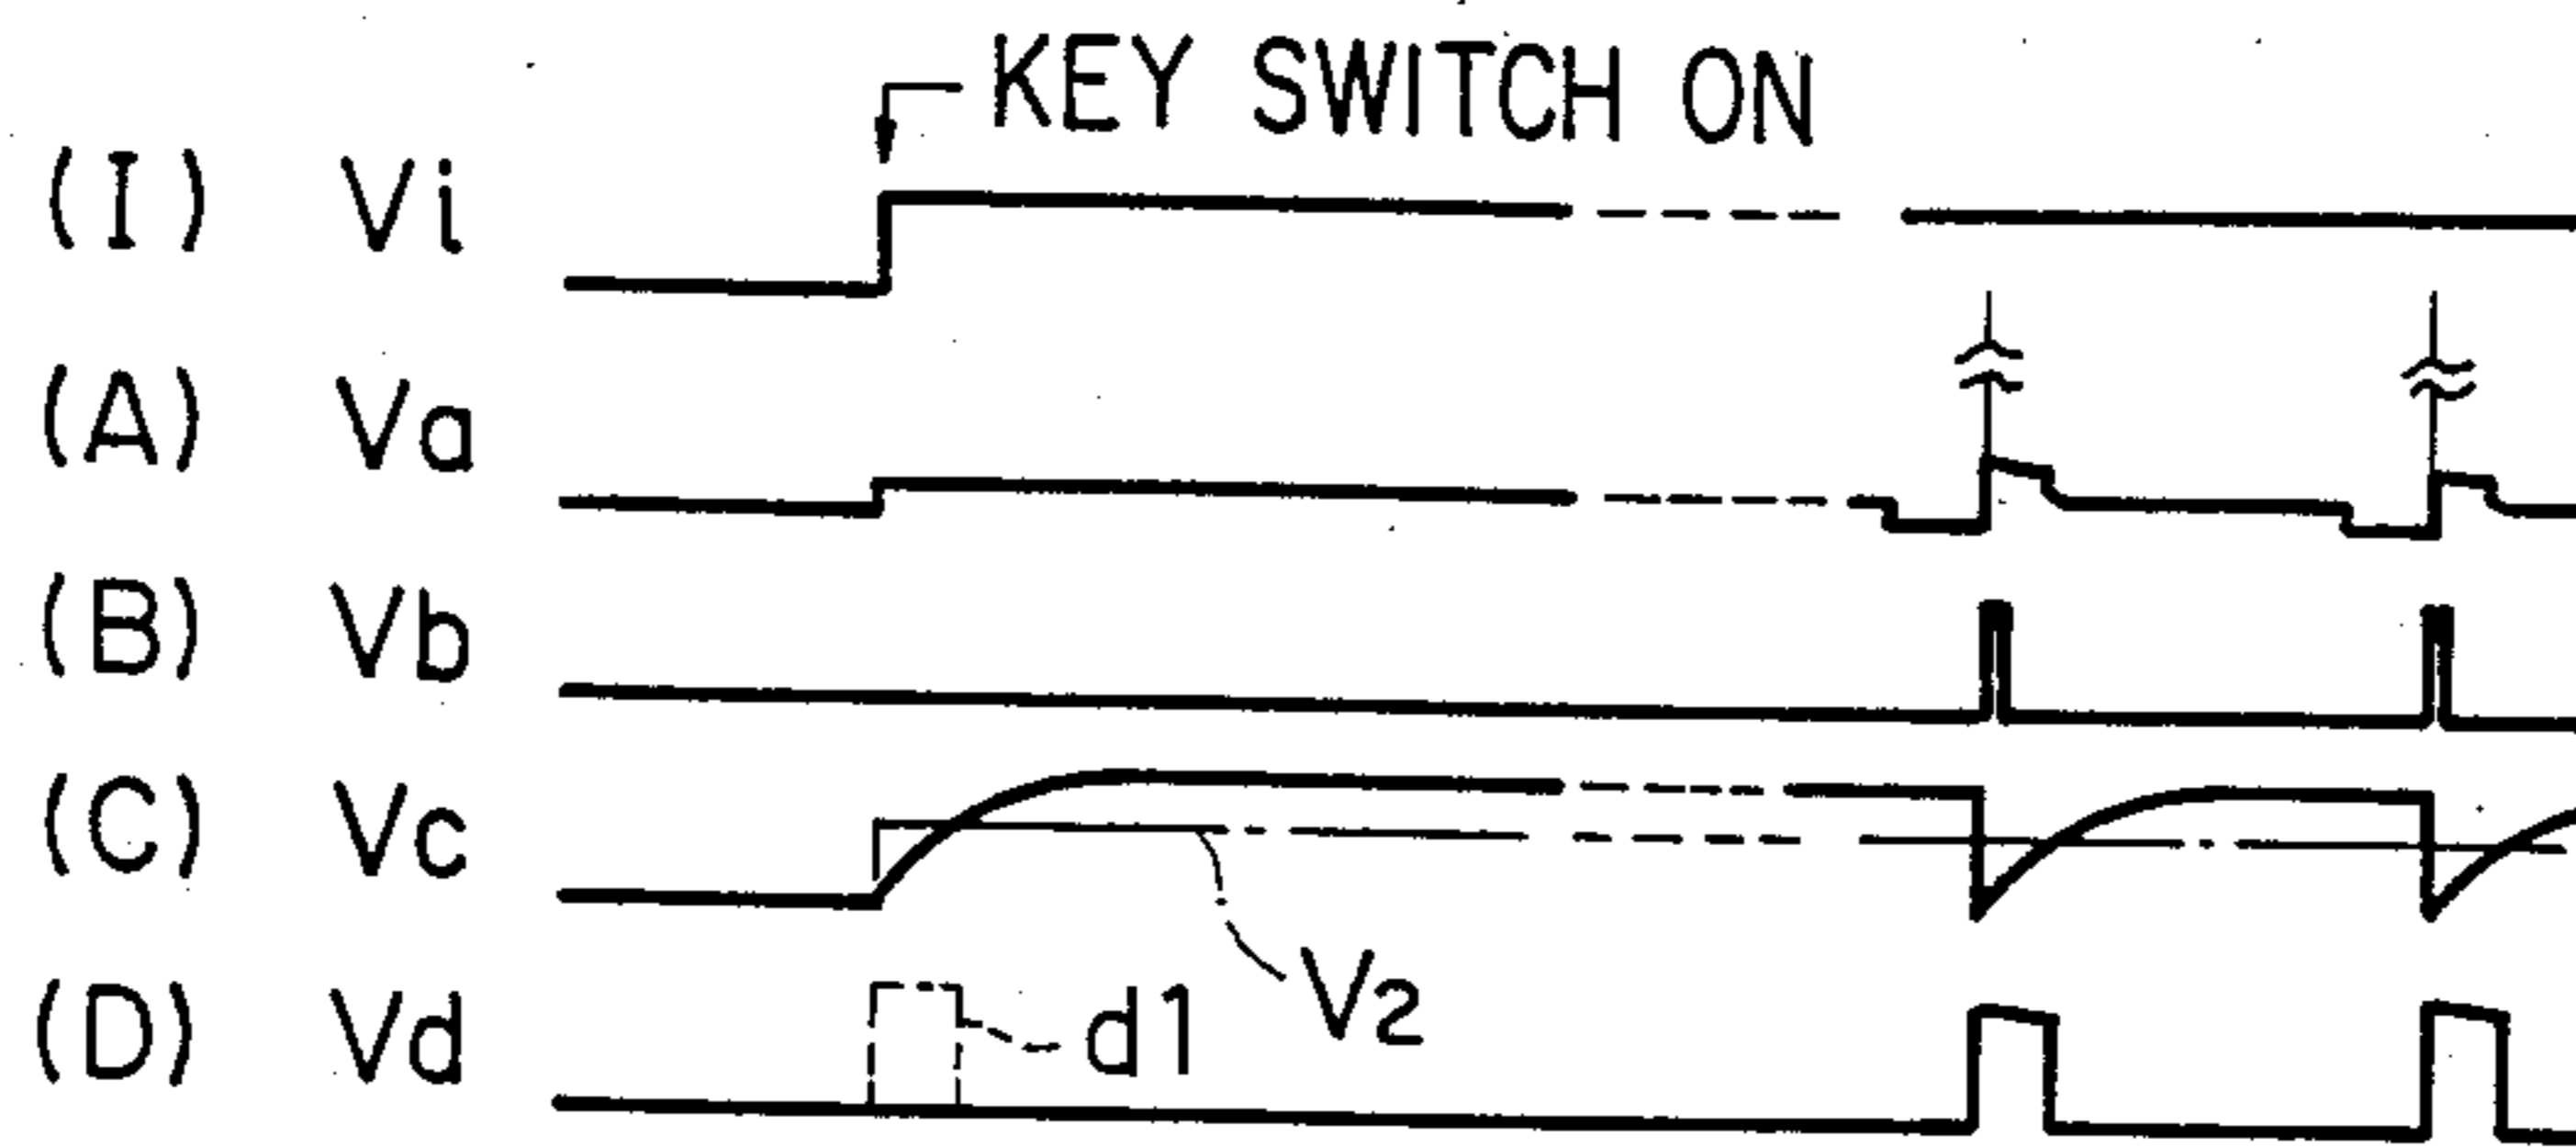 KEY SWITCH ON
(I) Vi
(A) Va
(B) Vb
(C) Vc
V2
(D) Vd
d1